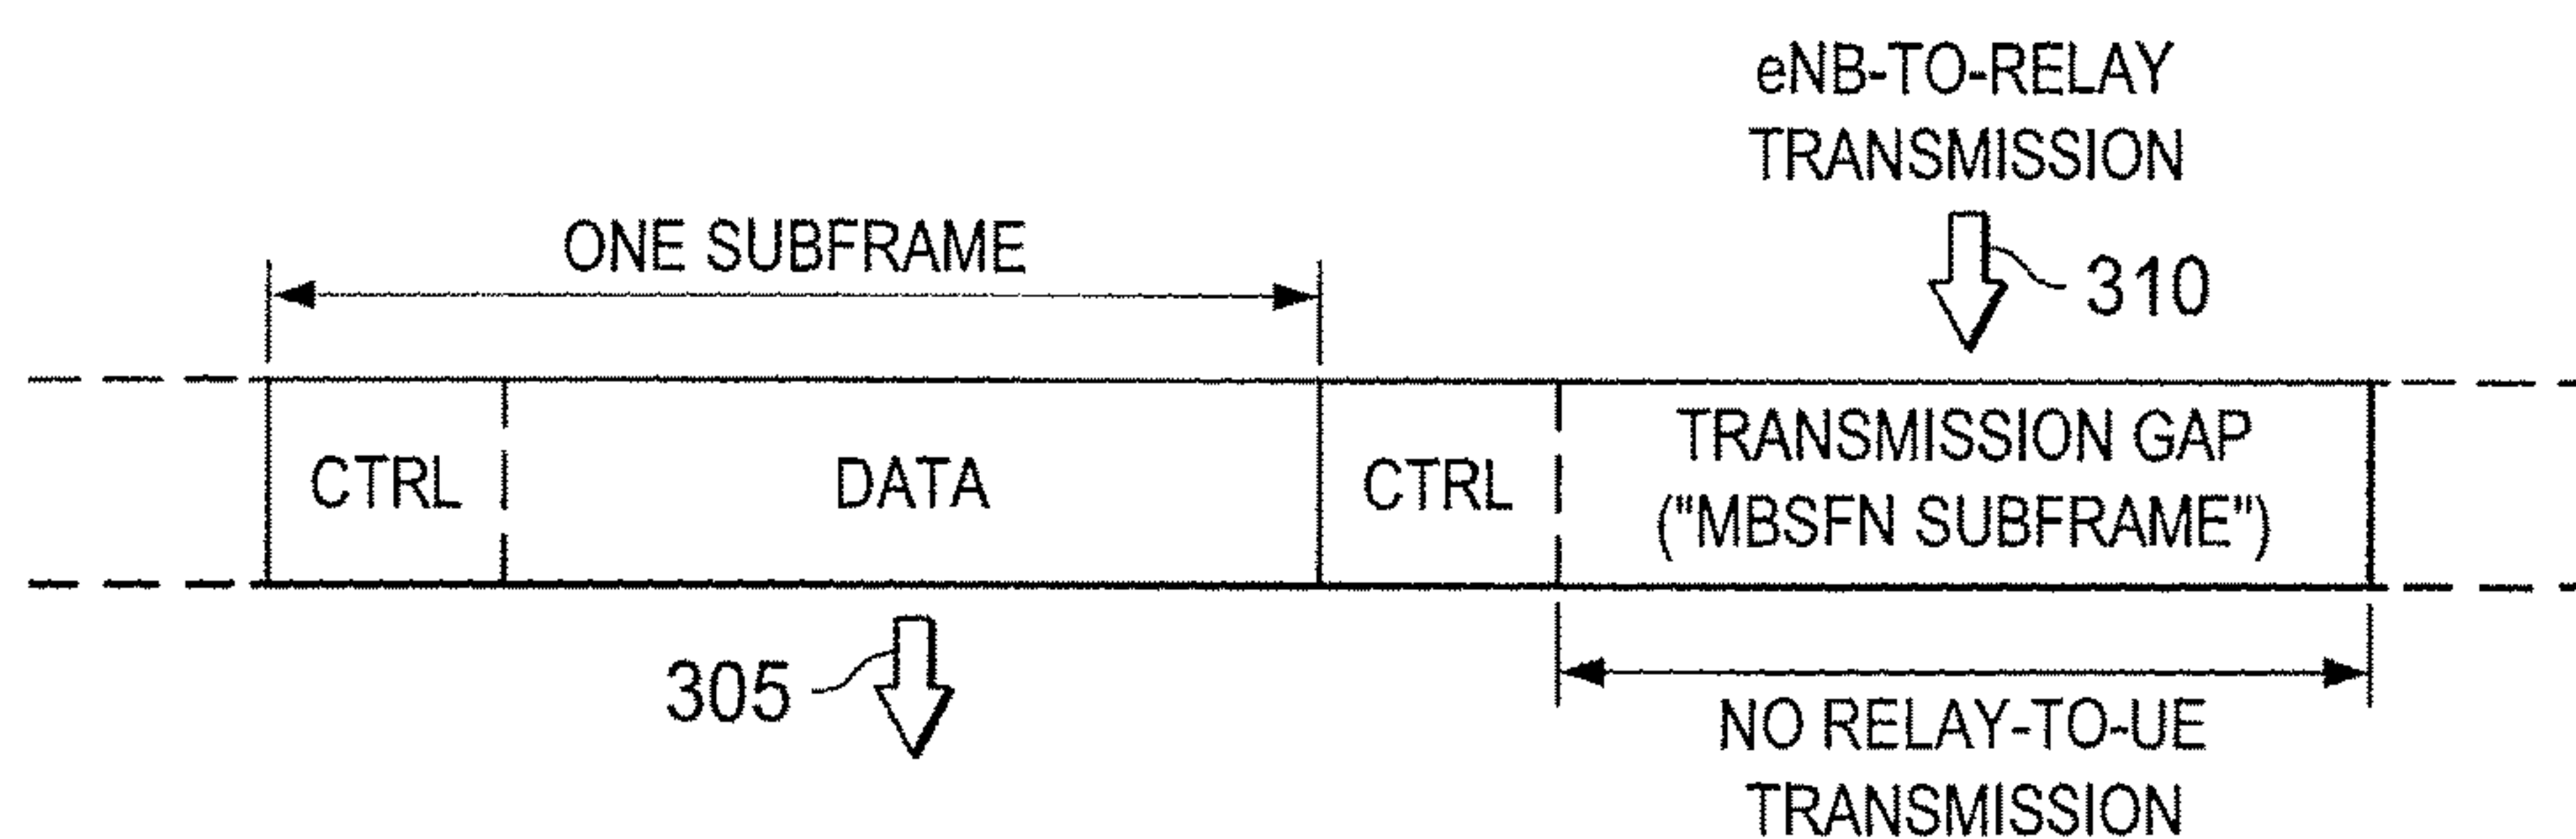 eNB-TO-RELAY
TRANSMISSION
ONE SUBFRAME
310
CTRL
DATA
CTRL
TRANSMISSION GAP
("MBSFN SUBFRAME")
305
NO RELAY-TO-UE
TRANSMISSION